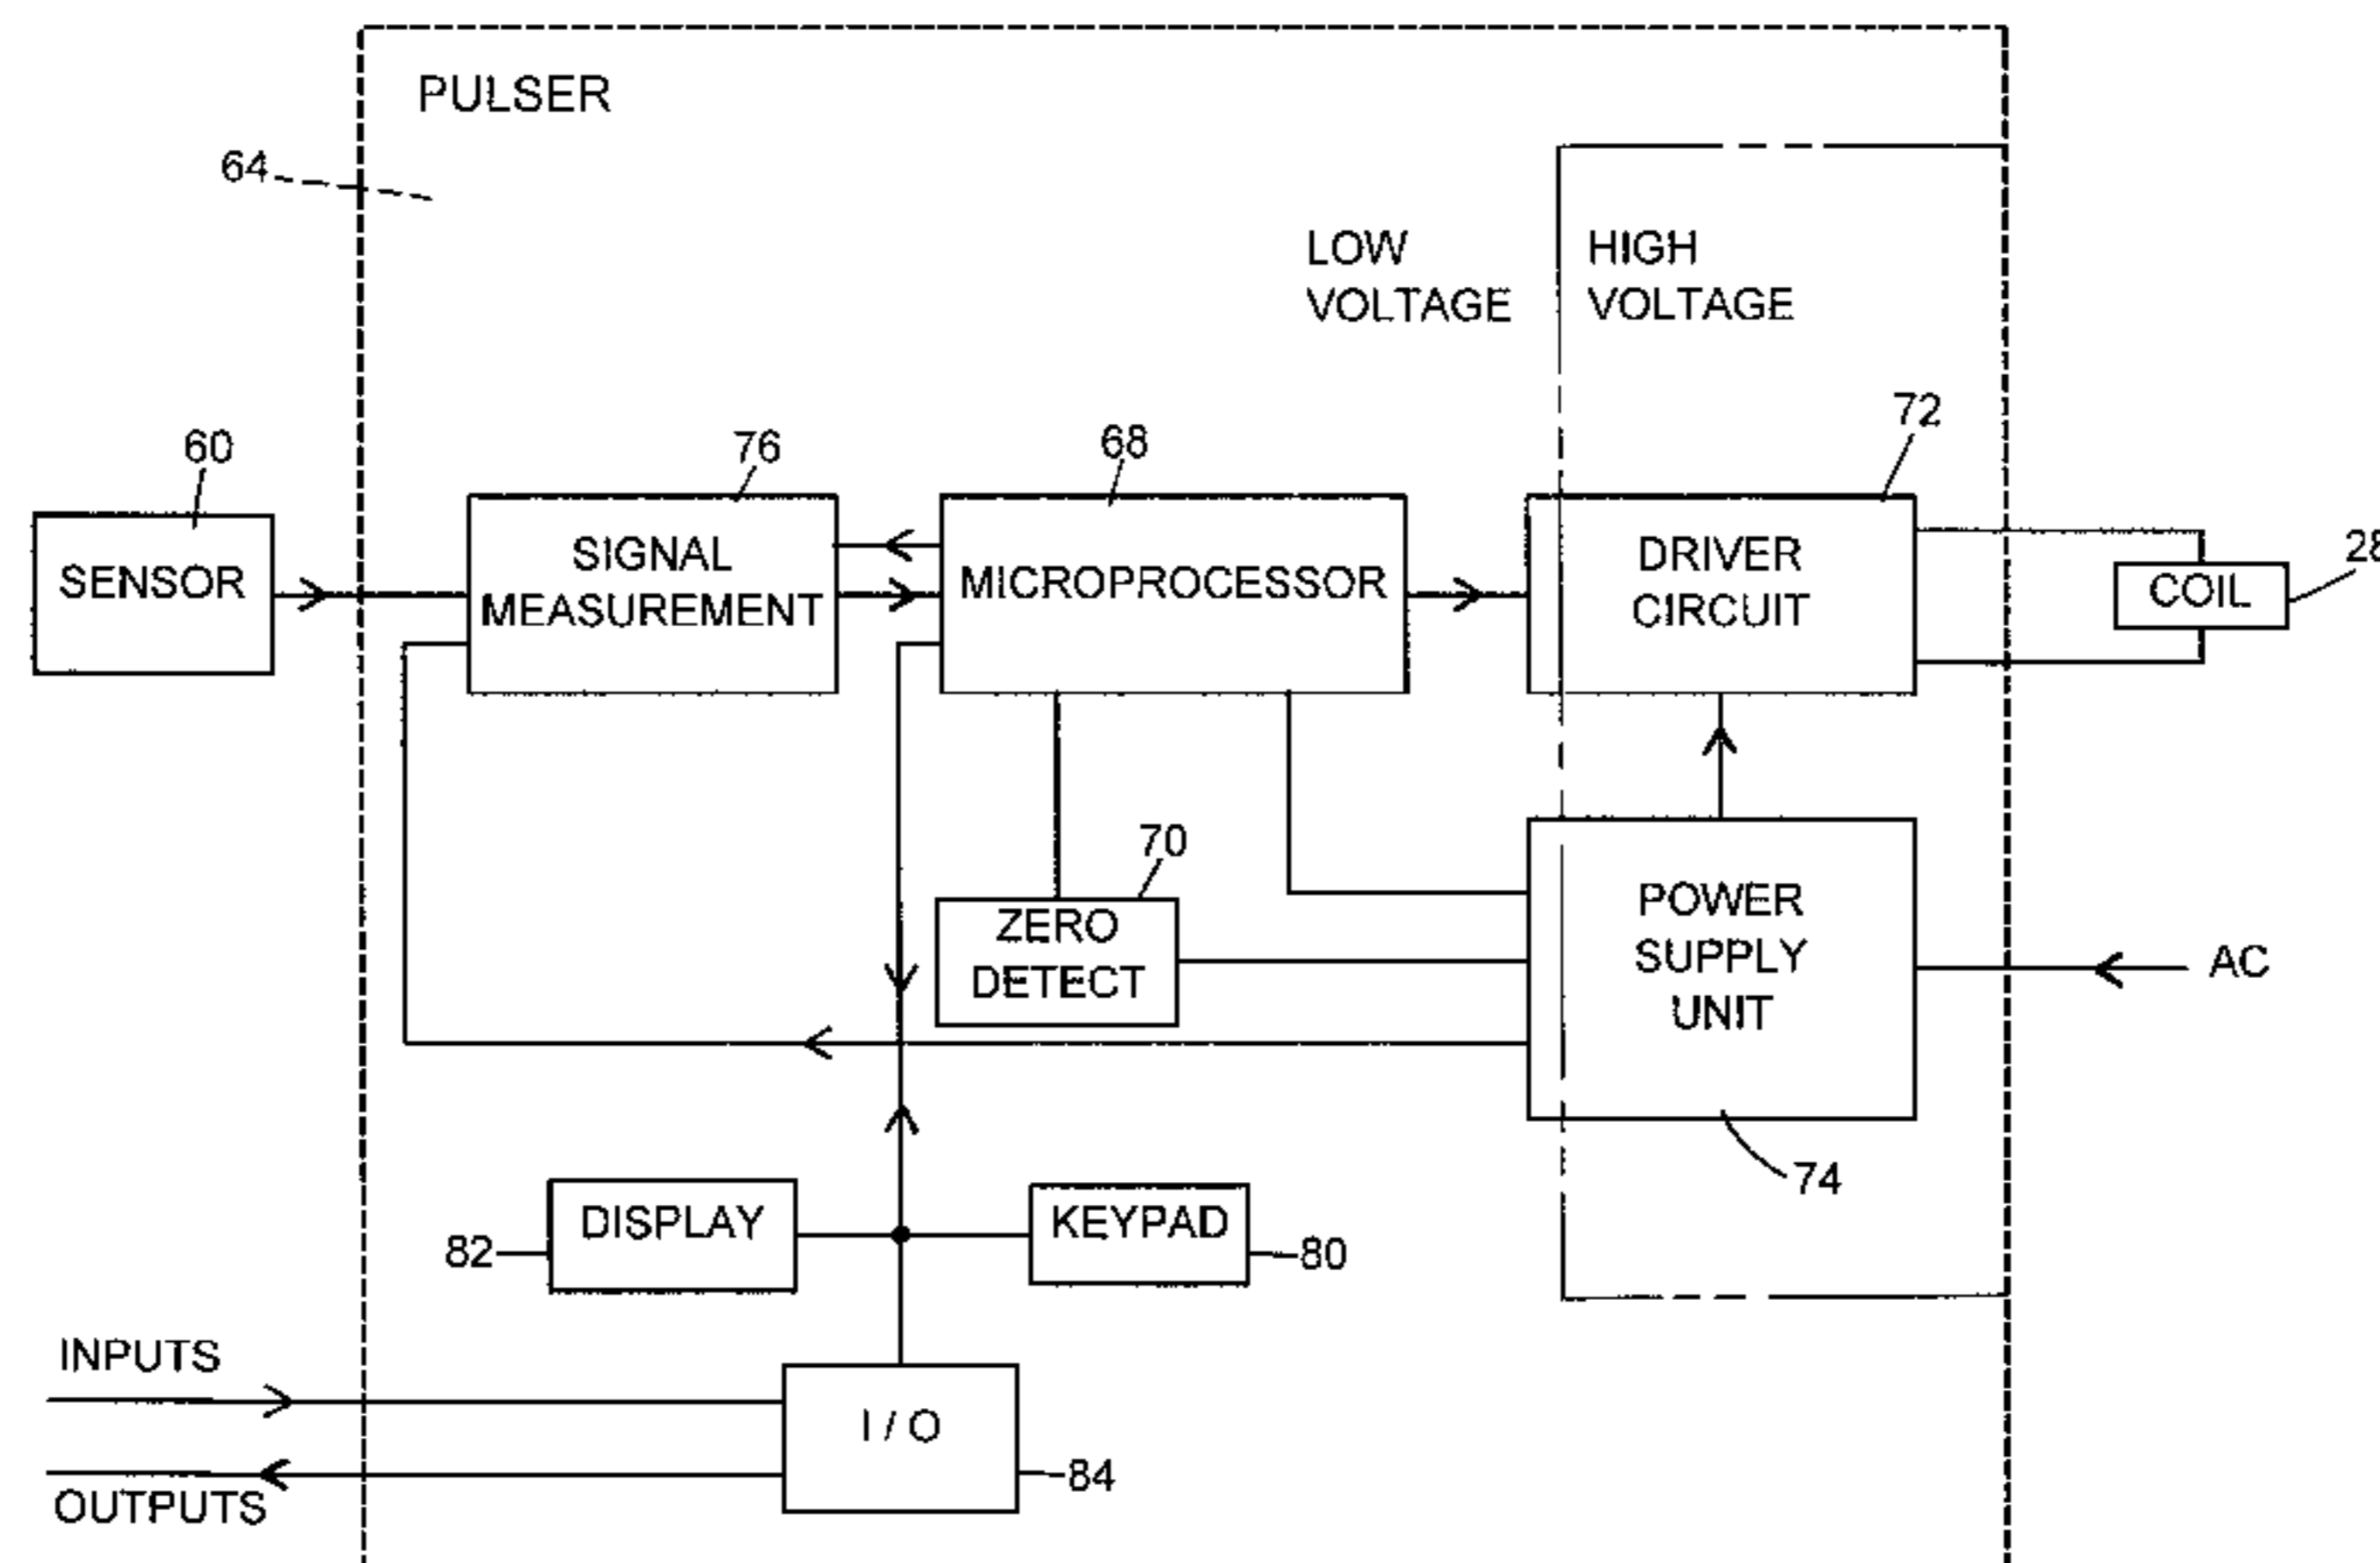 PULSER
64
LOW
VOLTAGE
HIGH
VOLTAGE
60
76
68
72
28
SENSOR
SIGNAL
MEASUREMENT
MICROPROCESSOR
DRIVER
CIRCUIT
COIL
70
ZERO
DETECT
POWER
SUPPLY
UNIT
AC
74
82
DISPLAY
KEYPAD
80
INPUTS
I / O
84
OUTPUTS